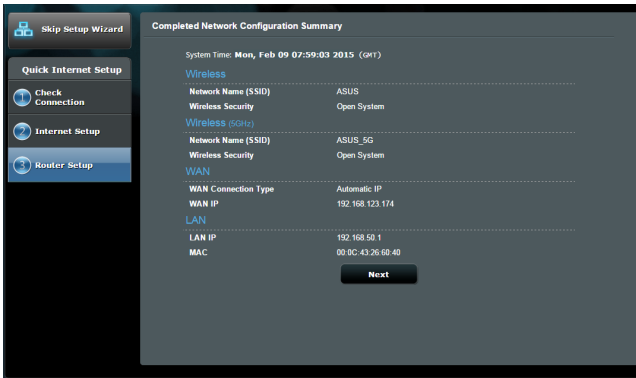 Skip Setup Wizard
Quick Internet Setup
1 Check Connection
2 Internet Setup
3 Router Setup
Completed Network Configuration Summary
System Time: Mon, Feb 09 07:59:03 2015 (GMT)
Wireless
Network Name (SSID) ASUS
Wireless Security Open System
Wireless (5GHz)
Network Name (SSID) ASUS_5G
Wireless Security Open System
WAN
WAN Connection Type Automatic IP
WAN IP 192.168.123.174
LAN
LAN IP 192.168.50.1
MAC 00:0C:43:26:60:40
Next